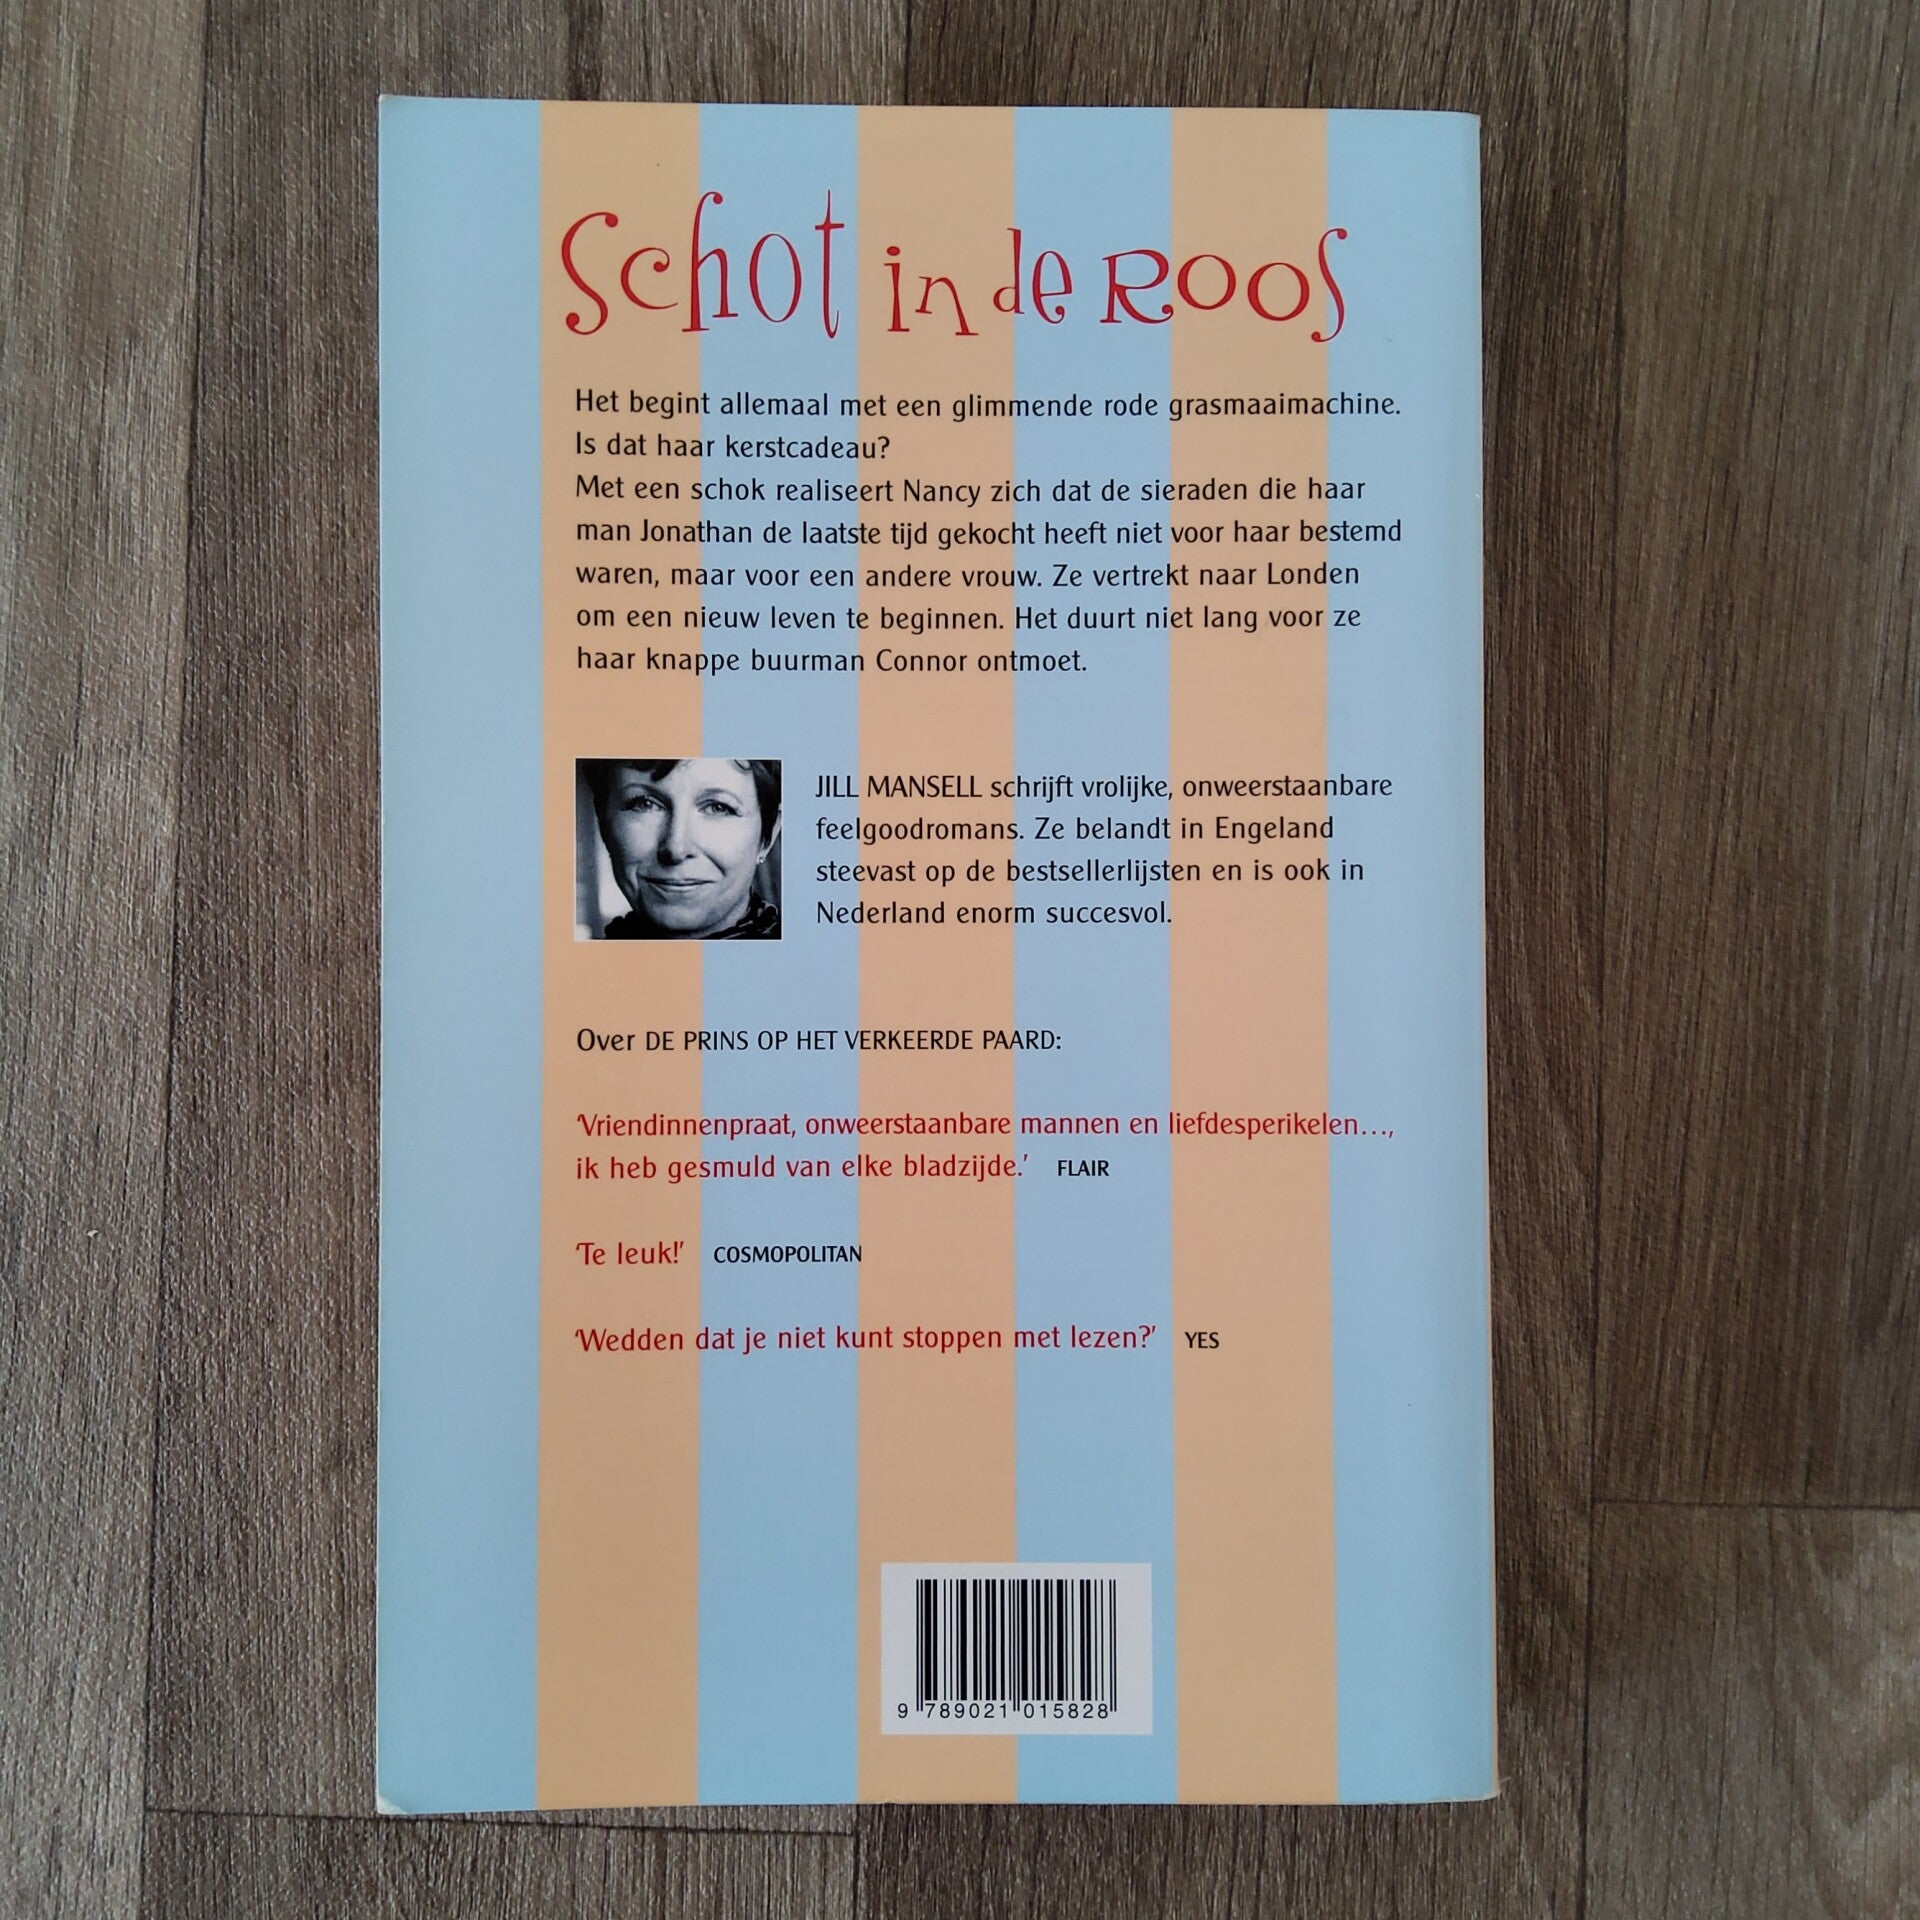 Schot in de Roos
Het begint allemaal met een glimmende rode grasmaaimachine.
Is dat haar kerstcadeau?
Met een schok realiseert Nancy zich dat de sieraden die haar
man Jonathan de laatste tijd gekocht heeft niet voor haar bestemd
waren, maar voor een andere vrouw. Ze vertrekt naar Londen
om een nieuw leven te beginnen. Het duurt niet lang voor ze
haar knappe buurman Connor ontmoet.
JILL MANSELL schrijft vrolijke, onweerstaanbare
feelgoodromans. Ze belandt in Engeland
steevast op de bestsellerlijsten en is ook in
Nederland enorm succesvol.
Over DE PRINS OP HET VERKEERDE PAARD:
‘Vriendinnenpraat, onweerstaanbare mannen en liefdesperikelen…,
ik heb gesmuld van elke bladzijde.’ FLAIR
‘Te leuk!’ COSMOPOLITAN
‘Wedden dat je niet kunt stoppen met lezen?’ YES
9 789021 015828